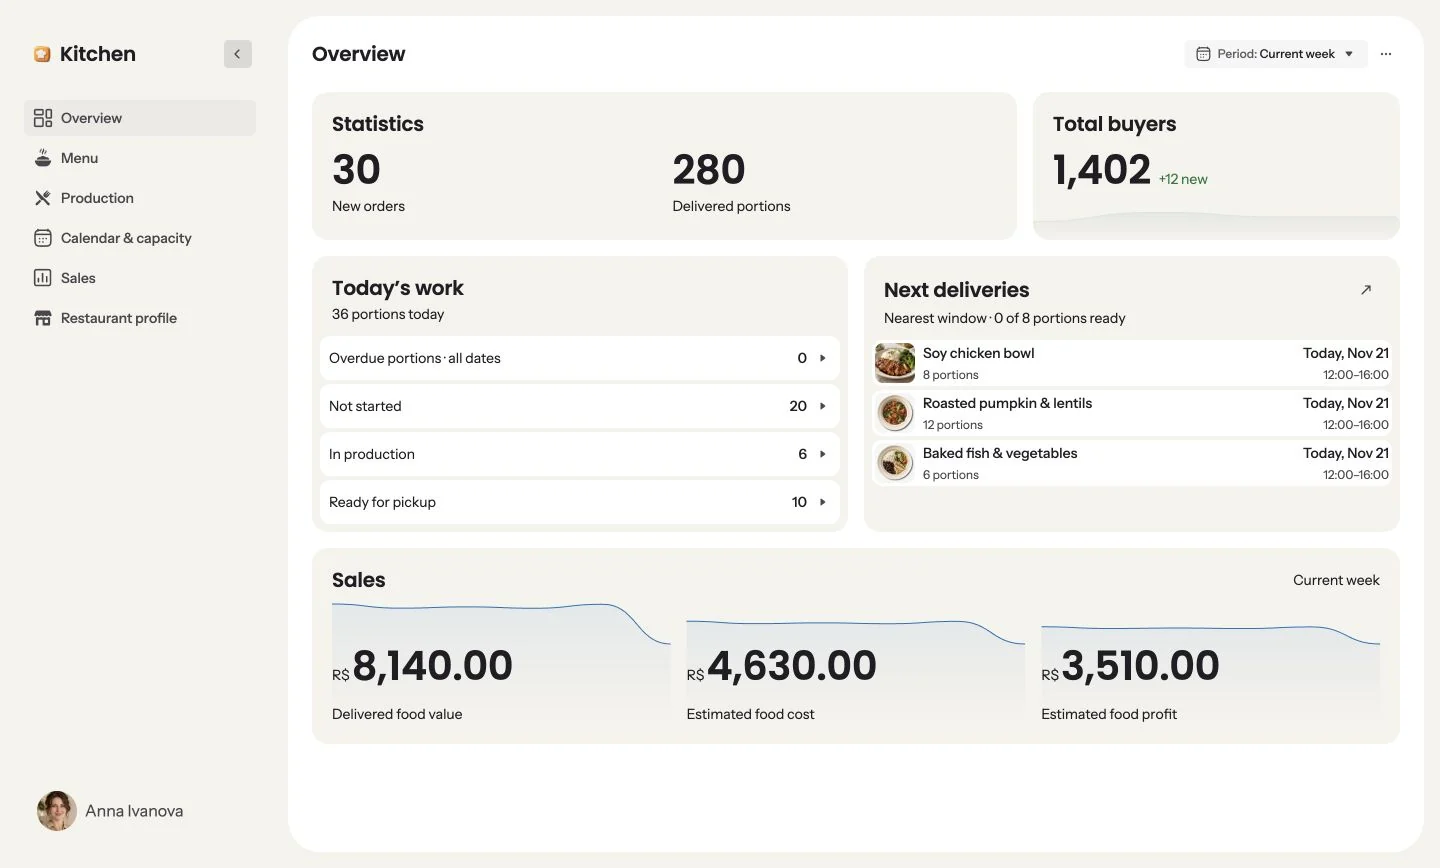 Kitchen
Overview
Menu
Production
Calendar & capacity
Sales
Restaurant profile
Anna Ivanova
Overview
Period: Current week
Statistics
30
New orders
280
Delivered portions
Total buyers
1,402 +12 new
Today’s work
36 portions today
Overdue portions · all dates 0
Not started 20
In production 6
Ready for pickup 10
Next deliveries
Nearest window · 0 of 8 portions ready
Soy chicken bowl Today, Nov 21
8 portions 12:00–16:00
Roasted pumpkin & lentils Today, Nov 21
12 portions 12:00–16:00
Baked fish & vegetables Today, Nov 21
6 portions 12:00–16:00
Sales Current week
R$ 8,140.00
Delivered food value
R$ 4,630.00
Estimated food cost
R$ 3,510.00
Estimated food profit